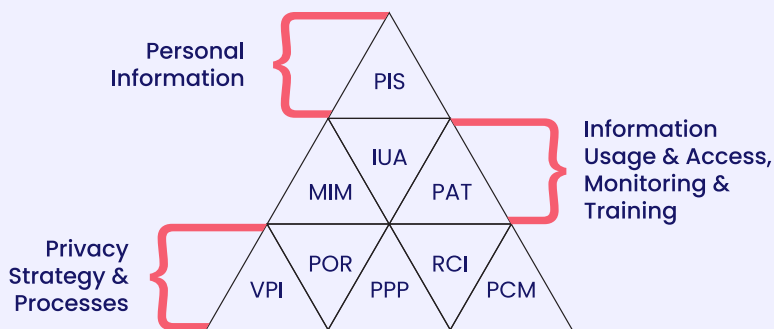 Personal
Information
PIS
Information
Usage & Access,
Monitoring &
Training
IUA
MIM
PAT
Privacy
Strategy &
Processes
POR
RCI
VPI
PPP
PCM